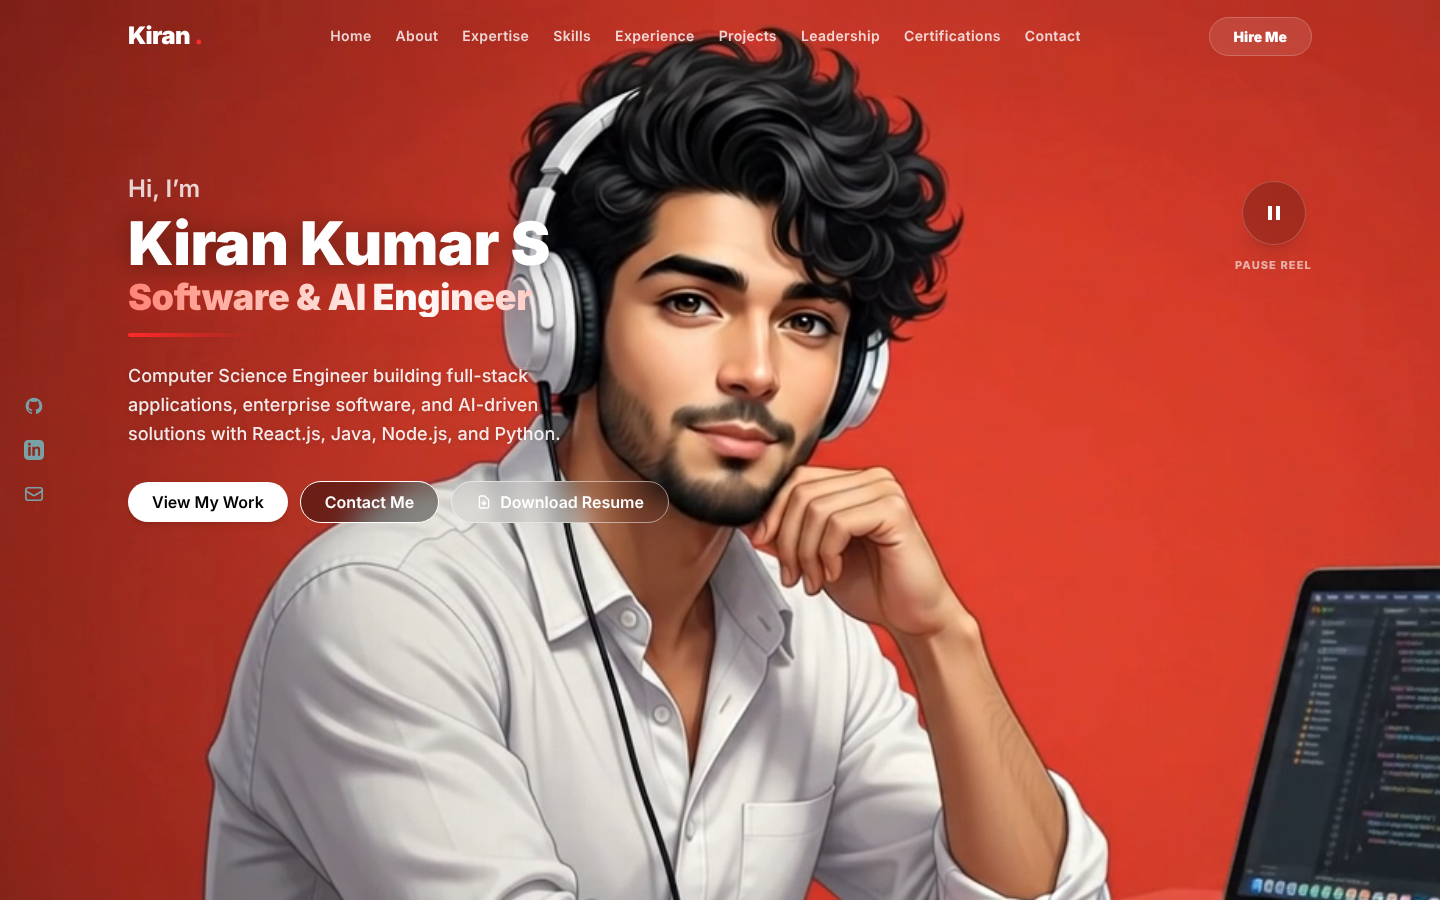 Kiran .
Home About Expertise Skills Experience Projects Leadership Certifications Contact
Hire Me
Hi, I’m
Kiran Kumar S
Software & AI Engineer
PAUSE REEL
Computer Science Engineer building full-stack
applications, enterprise software, and AI-driven
solutions with React.js, Java, Node.js, and Python.
in
View My Work
Contact Me
Download Resume